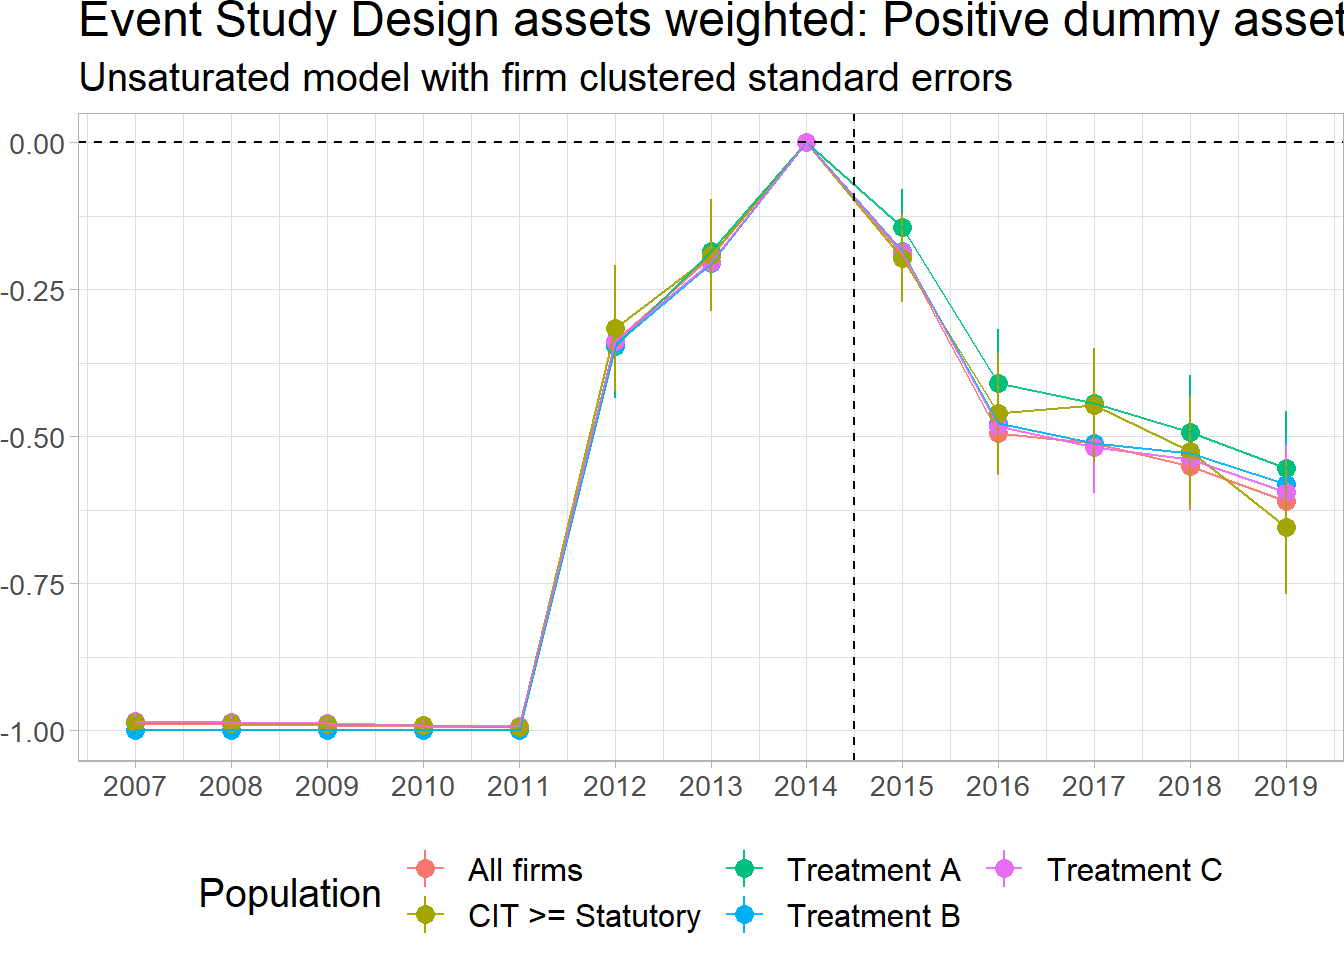 Event Study Design assets weighted: Positive dummy asset
Unsaturated model with firm clustered standard errors
0.00
-0.25
-0.50
-0.75
-1.00
2007 2008 2009 2010 2011 2012 2013 2014 2015 2016 2017 2018 2019
Population
All firms Treatment A Treatment C
CIT >= Statutory Treatment B